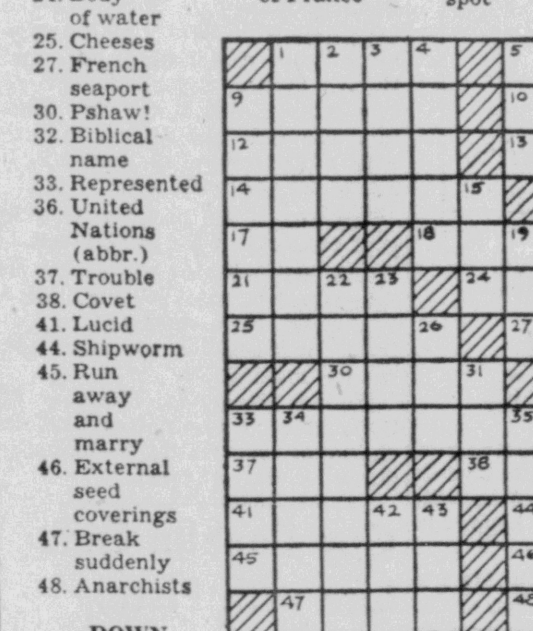 of water
25. Cheeses
27. French
seaport
30. Pshaw!
32. Biblical
name
33. Represented
36. United
Nations
(abbr.)
37. Trouble
38. Covet
41. Lucid
44. Shipworm
45. Run
away
and
marry
46. External
seed
coverings
47. Break
suddenly
48. Anarchists
1 2 3 4 5
9 10
12 13
14 15
17 18 19
21 22 23 24
25 26 27
30 31
33 34 35
37 38
41 42 43 44
45 46
47 48